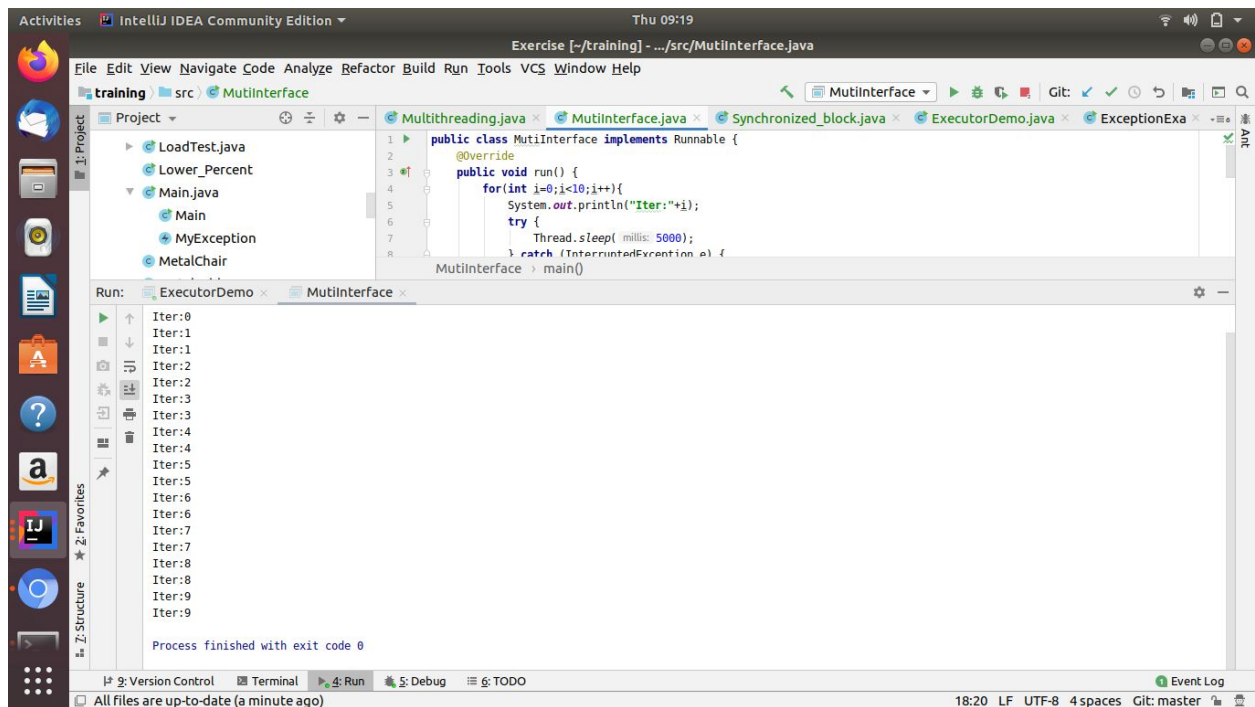 Activities IntelliJ IDEA Community Edition Thu 09:19
Exercise [~/training] - .../src/MutiInterface.java
File Edit View Navigate Code Analyze Refactor Build Run Tools VCS Window Help
training src MutiInterface MutiInterface Git:
1: Project
Project Multithreading.java MutiInterface.java Synchronized_block.java ExecutorDemo.java ExceptionExa
Ant
LoadTest.java
Lower_Percent
Main.java
Main
MyException
MetalChair
1 public class MutiInterface implements Runnable {
2 @Override
3 public void run() {
4 for(int i=0;i<10;i++){
5 System.out.println("Iter:"+i);
6 try {
7 Thread.sleep( millis: 5000);
8 } catch (InterruptedException e) {
MutiInterface > main()
Run: ExecutorDemo MutiInterface
Iter:0
Iter:1
Iter:1
Iter:2
Iter:2
Iter:3
Iter:3
Iter:4
Iter:4
Iter:5
Iter:5
Iter:6
Iter:6
Iter:7
Iter:7
Iter:8
Iter:8
Iter:9
Iter:9
Process finished with exit code 0
2: Favorites
Z: Structure
9: Version Control Terminal 4: Run 5: Debug 6: TODO 1 Event Log
All files are up-to-date (a minute ago) 18:20 LF UTF-8 4 spaces Git: master